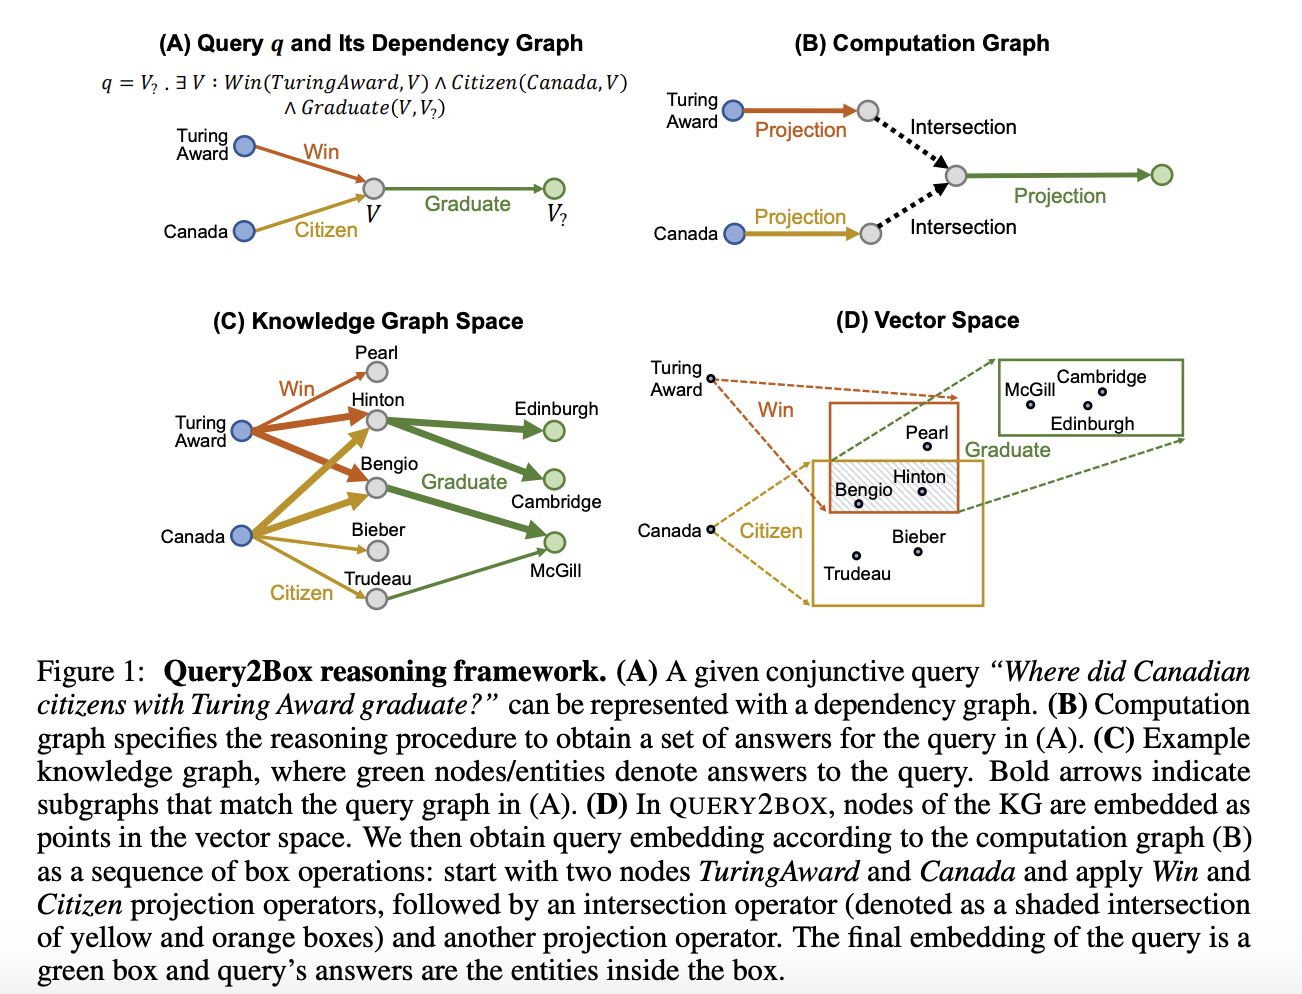 (A) Query q and Its Dependency Graph
q = V? . ∃ V : Win(TuringAward, V) ∧ Citizen(Canada, V)
∧ Graduate(V, V?)
Turing
Award
Win
V
Graduate
V?
Canada
Citizen
(B) Computation Graph
Turing
Award
Projection
Intersection
Projection
Canada
Projection
Intersection
(C) Knowledge Graph Space
Pearl
Win
Hinton
Turing
Award
Edinburgh
Bengio
Graduate
Cambridge
Canada
Bieber
Citizen
Trudeau
McGill
(D) Vector Space
Turing
Award
Win
McGill
Cambridge
Edinburgh
Pearl
Graduate
Hinton
Bengio
Canada
Citizen
Bieber
Trudeau
Figure 1: Query2Box reasoning framework. (A) A given conjunctive query “Where did Canadian
citizens with Turing Award graduate?” can be represented with a dependency graph. (B) Computation
graph specifies the reasoning procedure to obtain a set of answers for the query in (A). (C) Example
knowledge graph, where green nodes/entities denote answers to the query. Bold arrows indicate
subgraphs that match the query graph in (A). (D) In QUERY2BOX, nodes of the KG are embedded as
points in the vector space. We then obtain query embedding according to the computation graph (B)
as a sequence of box operations: start with two nodes TuringAward and Canada and apply Win and
Citizen projection operators, followed by an intersection operator (denoted as a shaded intersection
of yellow and orange boxes) and another projection operator. The final embedding of the query is a
green box and query’s answers are the entities inside the box.